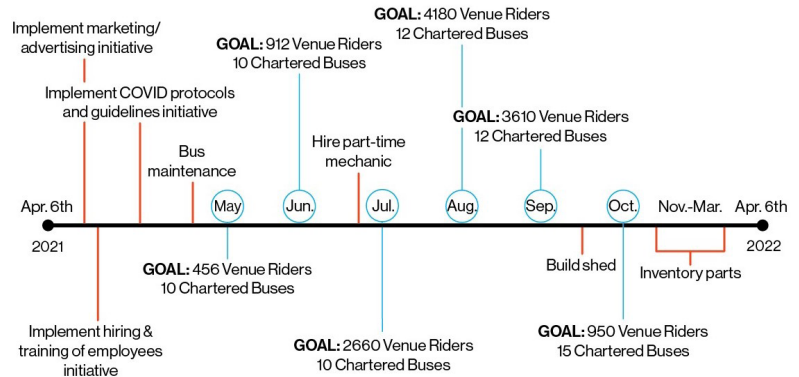 Implement marketing/
advertising initiative
GOAL: 4180 Venue Riders
12 Chartered Buses
GOAL: 912 Venue Riders
10 Chartered Buses
Implement COVID protocols
and guidelines initiative
GOAL: 3610 Venue Riders
12 Chartered Buses
Bus
maintenance
Hire part-time
mechanic
Apr. 6th
May
Jun.
Jul.
Aug.
Sep.
Oct.
Nov.-Mar.
Apr. 6th
2021
2022
GOAL: 456 Venue Riders
10 Chartered Buses
Build shed
Inventory parts
Implement hiring &
training of employees
initiative
GOAL: 2660 Venue Riders
10 Chartered Buses
GOAL: 950 Venue Riders
15 Chartered Buses